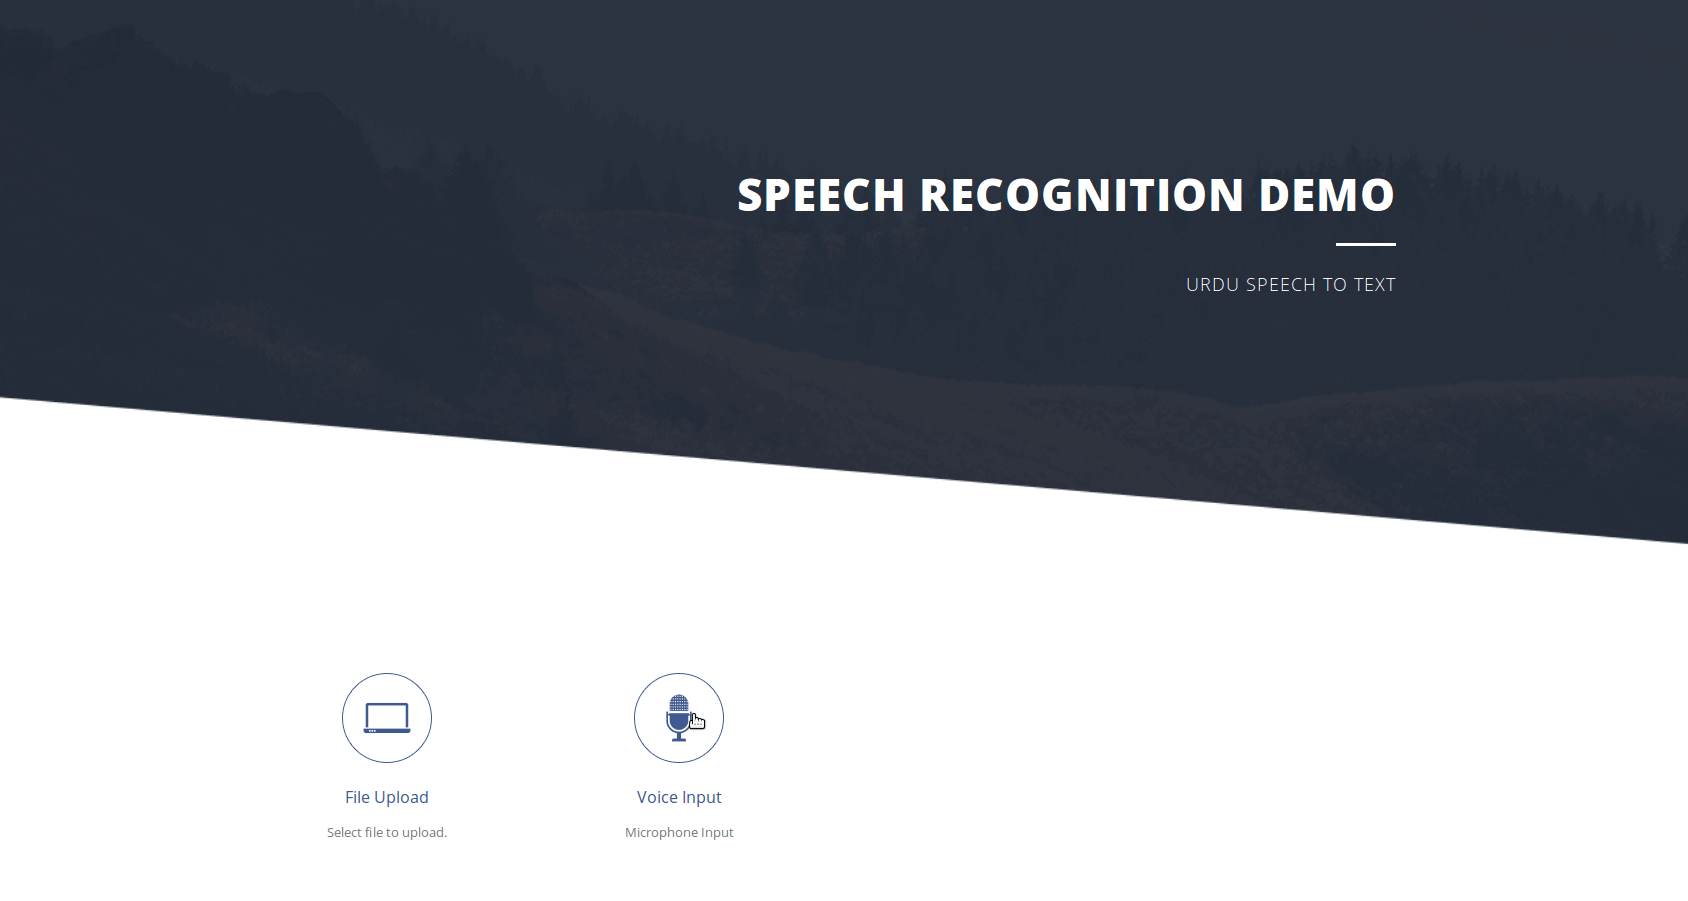 SPEECH RECOGNITION DEMO
URDU SPEECH TO TEXT
File Upload
Select file to upload.
Voice Input
Microphone Input